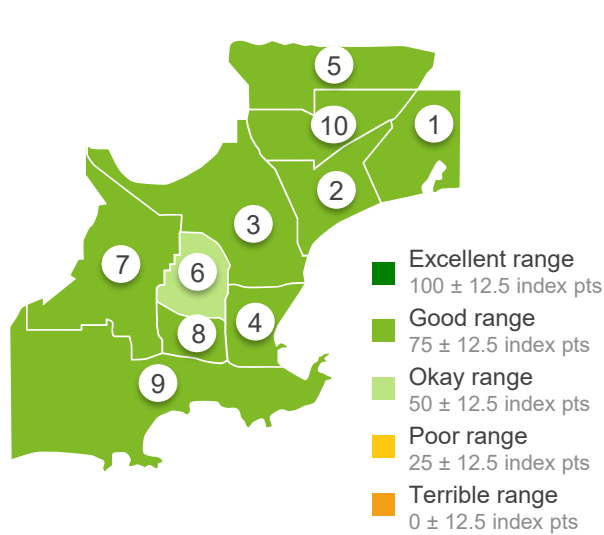 5
10
1
2
3
7
6
4
8
9
Excellent range
100 ± 12.5 index pts
Good range
75 ± 12.5 index pts
Okay range
50 ± 12.5 index pts
Poor range
25 ± 12.5 index pts
Terrible range
0 ± 12.5 index pts